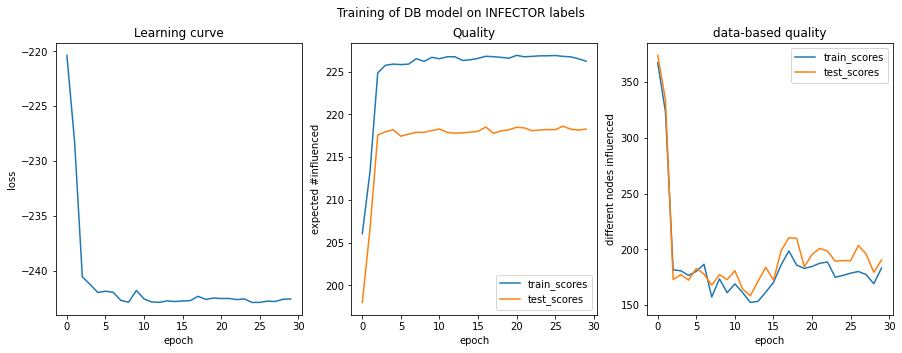 Training of DB model on INFECTOR labels
Learning curve
loss
−220
−225
−230
−235
−240
0
5
10
15
20
25
30
epoch
Quality
expected #influenced
225
220
215
210
205
200
train_scores
test_scores
0
5
10
15
20
25
30
epoch
data-based quality
different nodes influenced
350
300
250
200
150
train_scores
test_scores
0
5
10
15
20
25
30
epoch